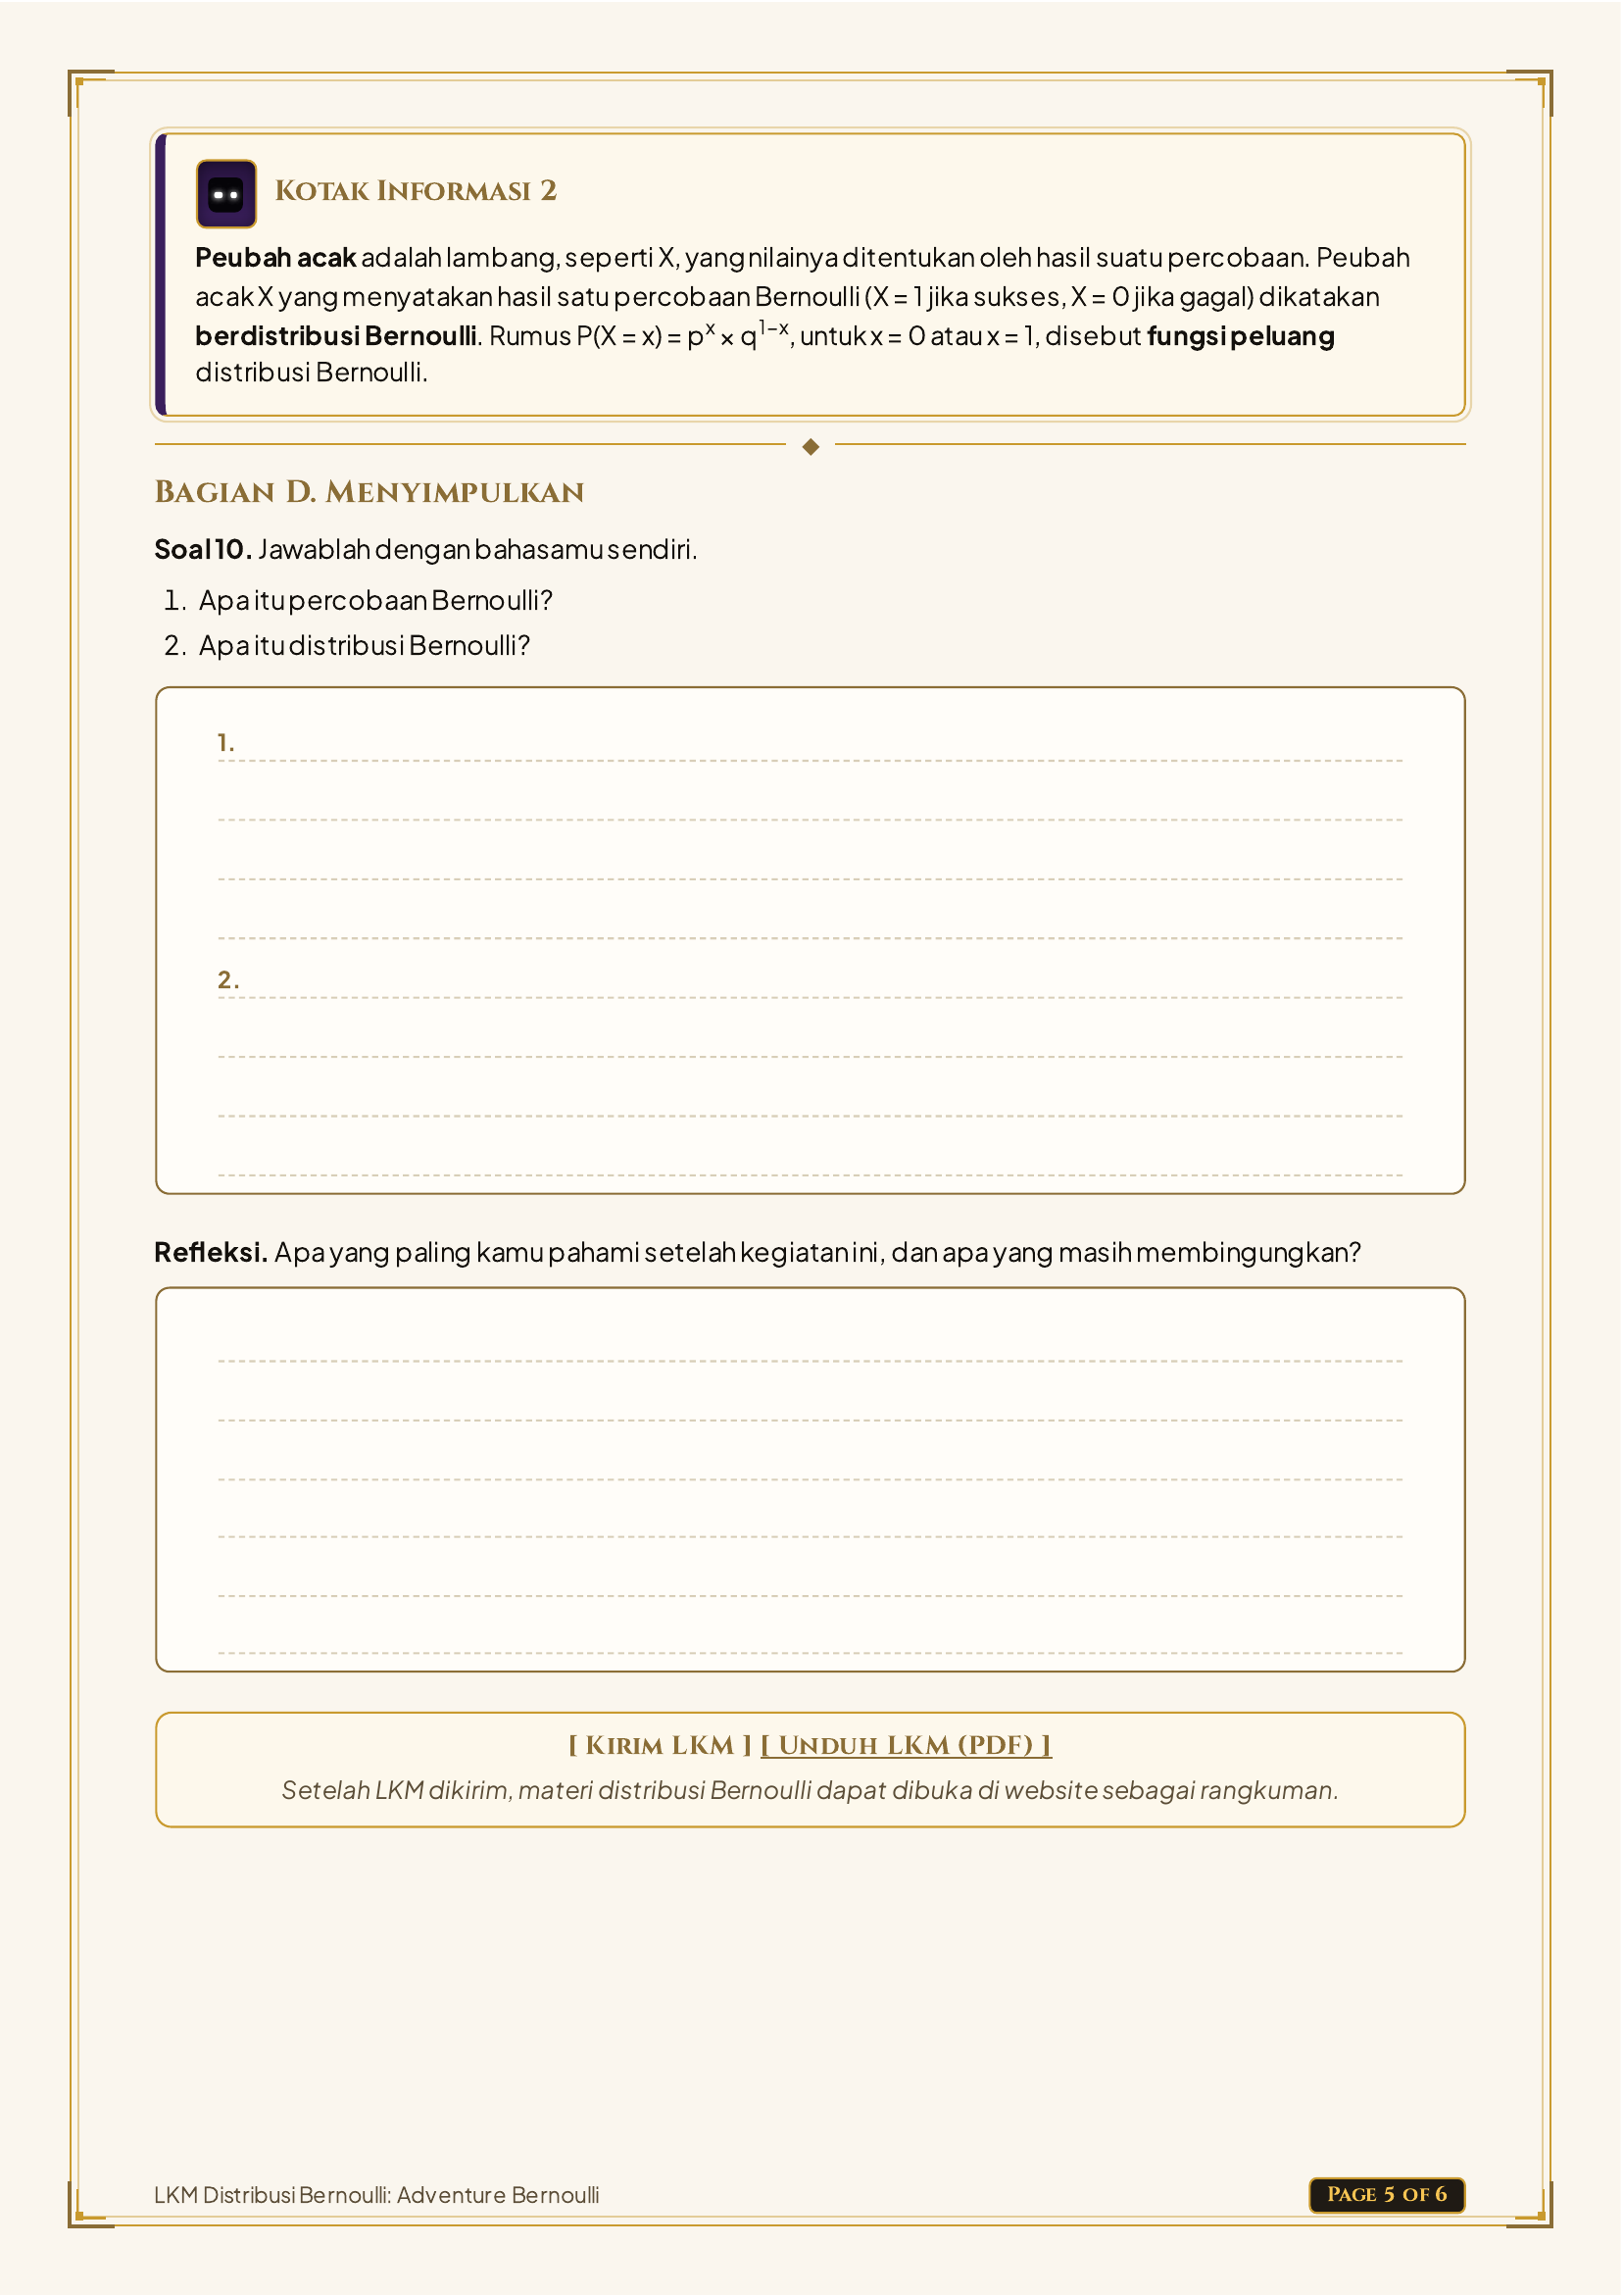 Kotak Informasi 2
Peubah acak adalah lambang, seperti X, yang nilainya ditentukan oleh hasil suatu percobaan. Peubah
acak X yang menyatakan hasil satu percobaan Bernoulli (X = 1 jika sukses, X = 0 jika gagal) dikatakan
berdistribusi Bernoulli. Rumus P(X = x) = pˣ × q¹⁻ˣ, untuk x = 0 atau x = 1, disebut fungsi peluang
distribusi Bernoulli.
Bagian D. Menyimpulkan
Soal 10. Jawablah dengan bahasamu sendiri.
1. Apa itu percobaan Bernoulli?
2. Apa itu distribusi Bernoulli?
1.
2.
Refleksi. Apa yang paling kamu pahami setelah kegiatan ini, dan apa yang masih membingungkan?
[ Kirim LKM ] [ Unduh LKM (PDF) ]
Setelah LKM dikirim, materi distribusi Bernoulli dapat dibuka di website sebagai rangkuman.
LKM Distribusi Bernoulli: Adventure Bernoulli
Page 5 of 6